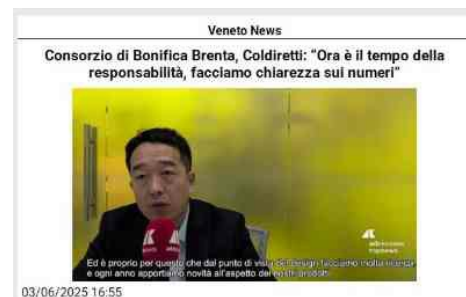 Veneto News
Consorzio di Bonifica Brenta, Coldiretti: “Ora è il tempo della
responsabilità, facciamo chiarezza sui numeri”
adnkronos
Ed è proprio per questo che dal punto di vista del design facciamo molta ricerca
e ogni anno apportiamo novità all'aspetto dei nostri prodotti
03/06/2025 16:55